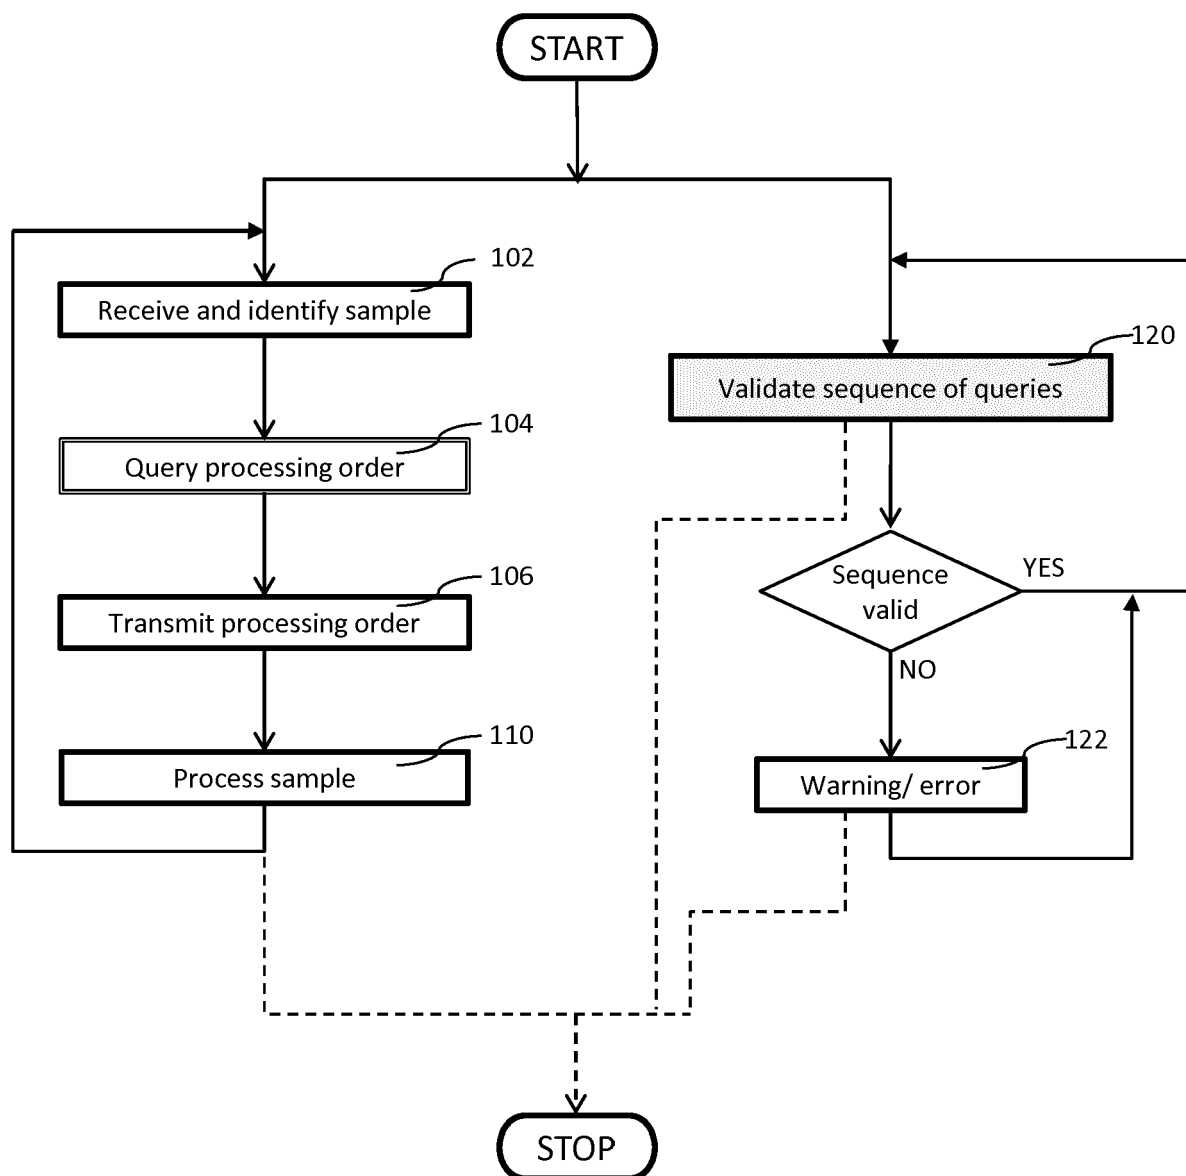 START
102
Receive and identify sample
104
Query processing order
106
Transmit processing order
110
Process sample
120
Validate sequence of queries
Sequence
valid
YES
NO
122
Warning/ error
STOP